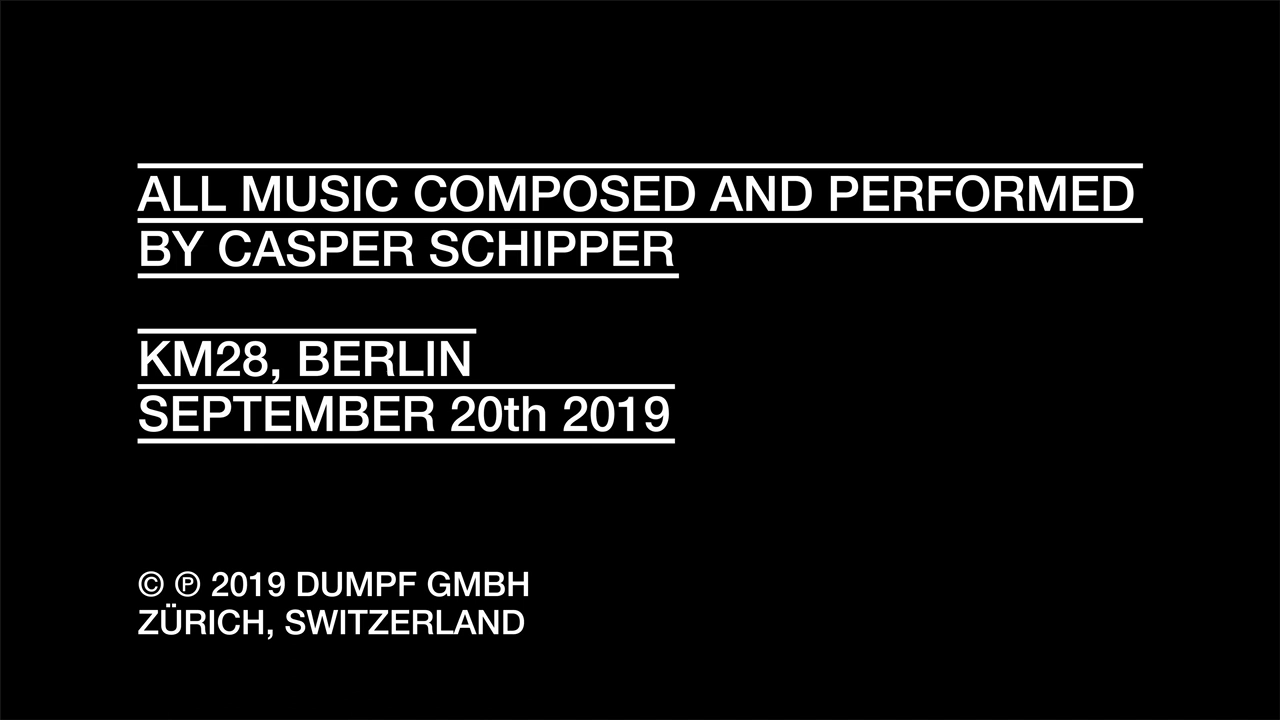 ALL MUSIC COMPOSED AND PERFORMED
BY CASPER SCHIPPER
KM28, BERLIN
SEPTEMBER 20th 2019
© ℗ 2019 DUMPF GMBH
ZÜRICH, SWITZERLAND